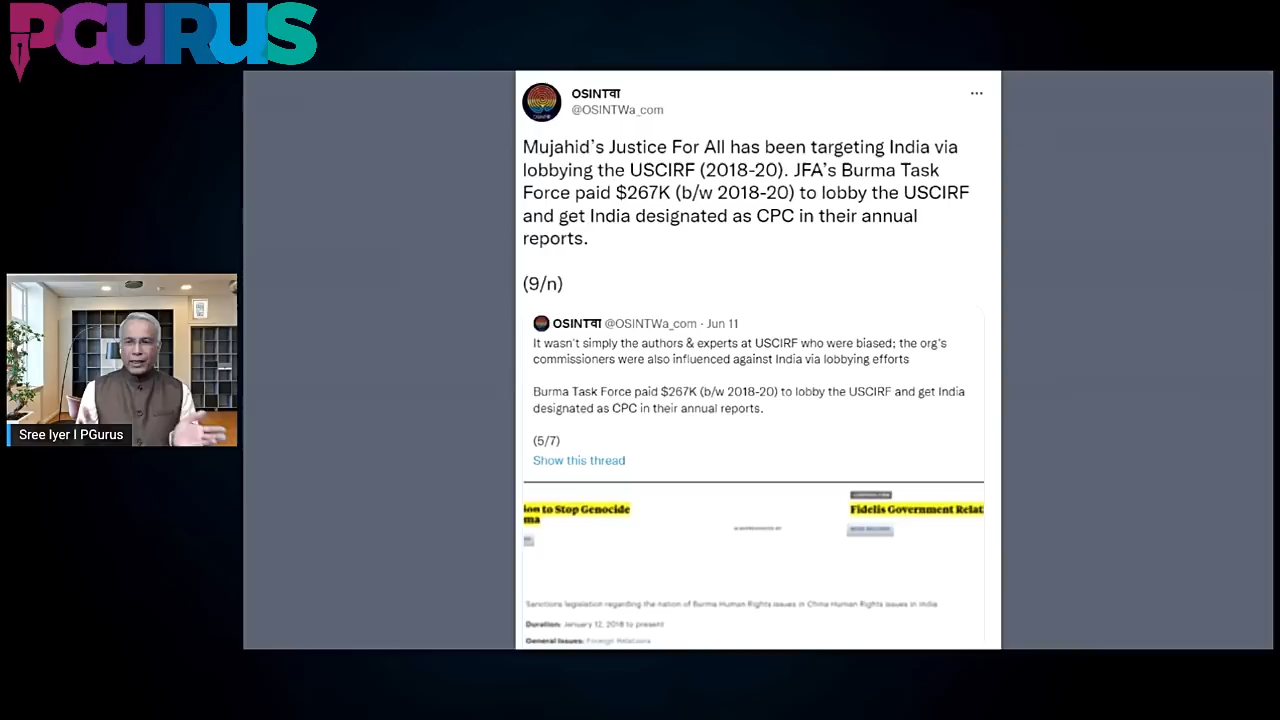 PGURUS
OSINTবা
@OSINTWa_com
Mujahid's Justice For All has been targeting India via
lobbying the USCIRF (2018-20). JFA's Burma Task
Force paid $267K (b/w 2018-20) to lobby the USCIRF
and get India designated as CPC in their annual
reports.
(9/n)
OSINTवा @OSINTWa_com · Jun 11
It wasn't simply the authors & experts at USCIRF who were biased; the org's
commissioners were also influenced against India via lobbying efforts
Burma Task Force paid $267K (b/w 2018-20) to lobby the USCIRF and get India
designated as CPC in their annual reports.
(5/7)
Show this thread
ion to Stop Genocide
ma
Fidelis Government Relat
Sanctions legislation regarding the nation of Burma Human Rights issues in China Human Rights issues in India
Duration: January 12, 2018 to present
General Issues: Foreign Relations
Sree Iyer I PGurus